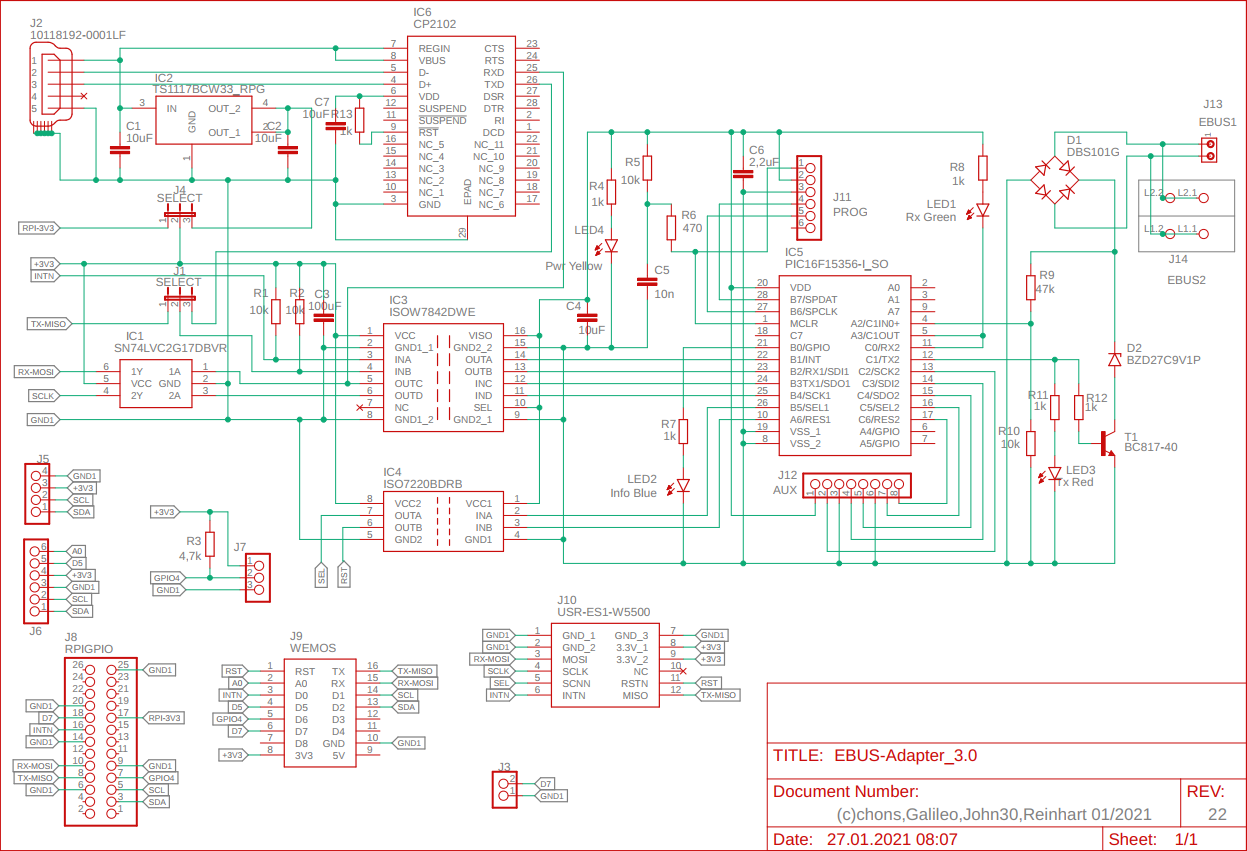 J2
10118192-0001LF
1
2
3
4
5
IC6
CP2102
7 REGIN CTS 23
8 VBUS RTS 24
5 D- RXD 25
4 D+ TXD 26
6 VDD DSR 27
12 SUSPEND DTR 28
11 SUSPEND RI 2
9 RST DCD 1
16 NC_5 NC_11 22
15 NC_4 NC_10 21
14 NC_3 NC_9 20
13 NC_2 NC_8 19
10 NC_1 NC_7 18
3 GND NC_6 17
EPAD
29
IC2
TS1117BCW33_RPG
3 IN OUT_2 4
GND OUT_1 2
1
C1
10uF
C2
10uF
C7
10uF
R13
1k
J4
SELECT
1 2 3
RPI-3V3
+3V3
INTN
J1
SELECT
1 2 3
TX-MISO
R1
10k
R2
10k
C3
100uF
IC1
SN74LVC2G17DBVR
6 1Y 1A 1
5 VCC GND 2
4 2Y 2A 3
RX-MOSI
SCLK
GND1
IC3
ISOW7842DWE
1 VCC VISO 16
2 GND1_1 GND2_2 15
3 INA OUTA 14
4 INB OUTB 13
5 OUTC INC 12
6 OUTD IND 11
7 NC SEL 10
8 GND1_2 GND2_1 9
IC4
ISO7220BDRB
8 VCC2 VCC1 1
7 OUTA INA 2
6 OUTB INB 3
5 GND2 GND1 4
SEL
RST
R4
1k
LED4
Pwr Yellow
R5
10k
R6
470
C5
10n
C4
10uF
C6
2,2uF
J11
PROG
1
2
3
4
5
6
IC5
PIC16F15356-I_SO
20 VDD A0 2
28 B7/SPDAT A1 3
27 B6/SPCLK A7 9
1 MCLR A2/C1IN0+ 4
18 C7 A3/C1OUT 5
21 B0/GPIO C0/RX2 11
22 B1/INT C1/TX2 12
23 B2/RX1/SDI1 C2/SCK2 13
24 B3TX1/SDO1 C3/SDI2 14
25 B4/SCK1 C4/SDO2 15
26 B5/SEL1 C5/SEL2 16
10 A6/RES1 C6/RES2 17
19 VSS_1 A4/GPIO 6
8 VSS_2 A5/GPIO 7
J12
AUX
1 2 3 4 5 6 7 8
R7
1k
LED2
Info Blue
R8
1k
LED1
Rx Green
D1
DBS101G
J13
EBUS1
1
L2.2 L2.1
L1.2 L1.1
J14
EBUS2
R9
47k
D2
BZD27C9V1P
R11
1k
R12
1k
R10
10k
T1
BC817-40
LED3
Tx Red
J5
4 GND1
3 +3V3
2 SCL
1 SDA
6 A0
5 D5
4 +3V3
3 GND1
2 SCL
1 SDA
J6
+3V3
R3
4,7k
GPIO4
GND1
J7
1
2
3
J8
RPIGPIO
26 25 GND1
24 23
22 21
GND1 20 19
D7 18 17 RPI-3V3
INTN 16 15
GND1 14 13
12 11
RX-MOSI 10 9 GND1
TX-MISO 8 7 GPIO4
GND1 6 5 SCL
4 3 SDA
2 1
J9
WEMOS
RST 1 RST TX 16 TX-MISO
A0 2 A0 RX 15 RX-MOSI
INTN 3 D0 D1 14 SCL
D5 4 D5 D2 13 SDA
GPIO4 5 D6 D3 12
D7 6 D7 D4 11
7 D8 GND 10 GND1
+3V3 8 3V3 5V 9
J10
USR-ES1-W5500
GND1 1 GND_1 GND_3 7 GND1
GND1 2 GND_2 3.3V_1 8 +3V3
RX-MOSI 3 MOSI 3.3V_2 9 +3V3
SCLK 4 SCLK NC 10
SEL 5 SCNN RSTN 11 RST
INTN 6 INTN MISO 12 TX-MISO
J3
2 D7
1 GND1
TITLE: EBUS-Adapter_3.0
Document Number:
(c)chons,Galileo,John30,Reinhart 01/2021
REV:
22
Date: 27.01.2021 08:07
Sheet: 1/1